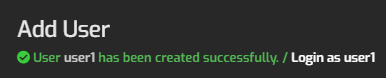 Add User
User user1 has been created successfully. / Login as user1